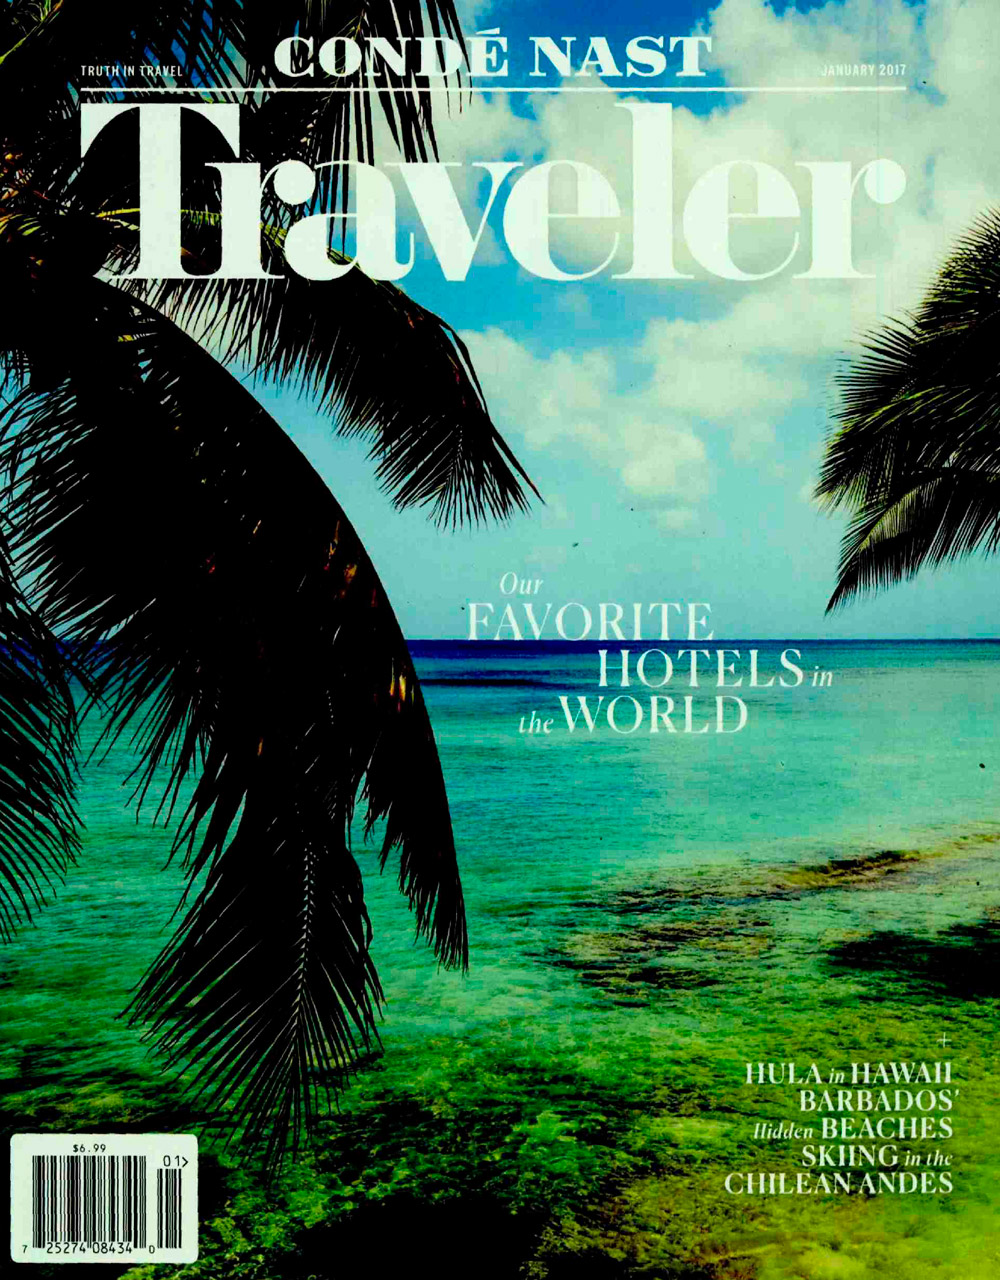 CONDÉ NAST
TRUTH IN TRAVEL
JANUARY 2017
Traveler
Our
FAVORITE
HOTELS in
the WORLD
+
HULA in HAWAII
BARBADOS'
Hidden BEACHES
SKIING in the
CHILEAN ANDES
$6.99
01>
7 25274 08434 0